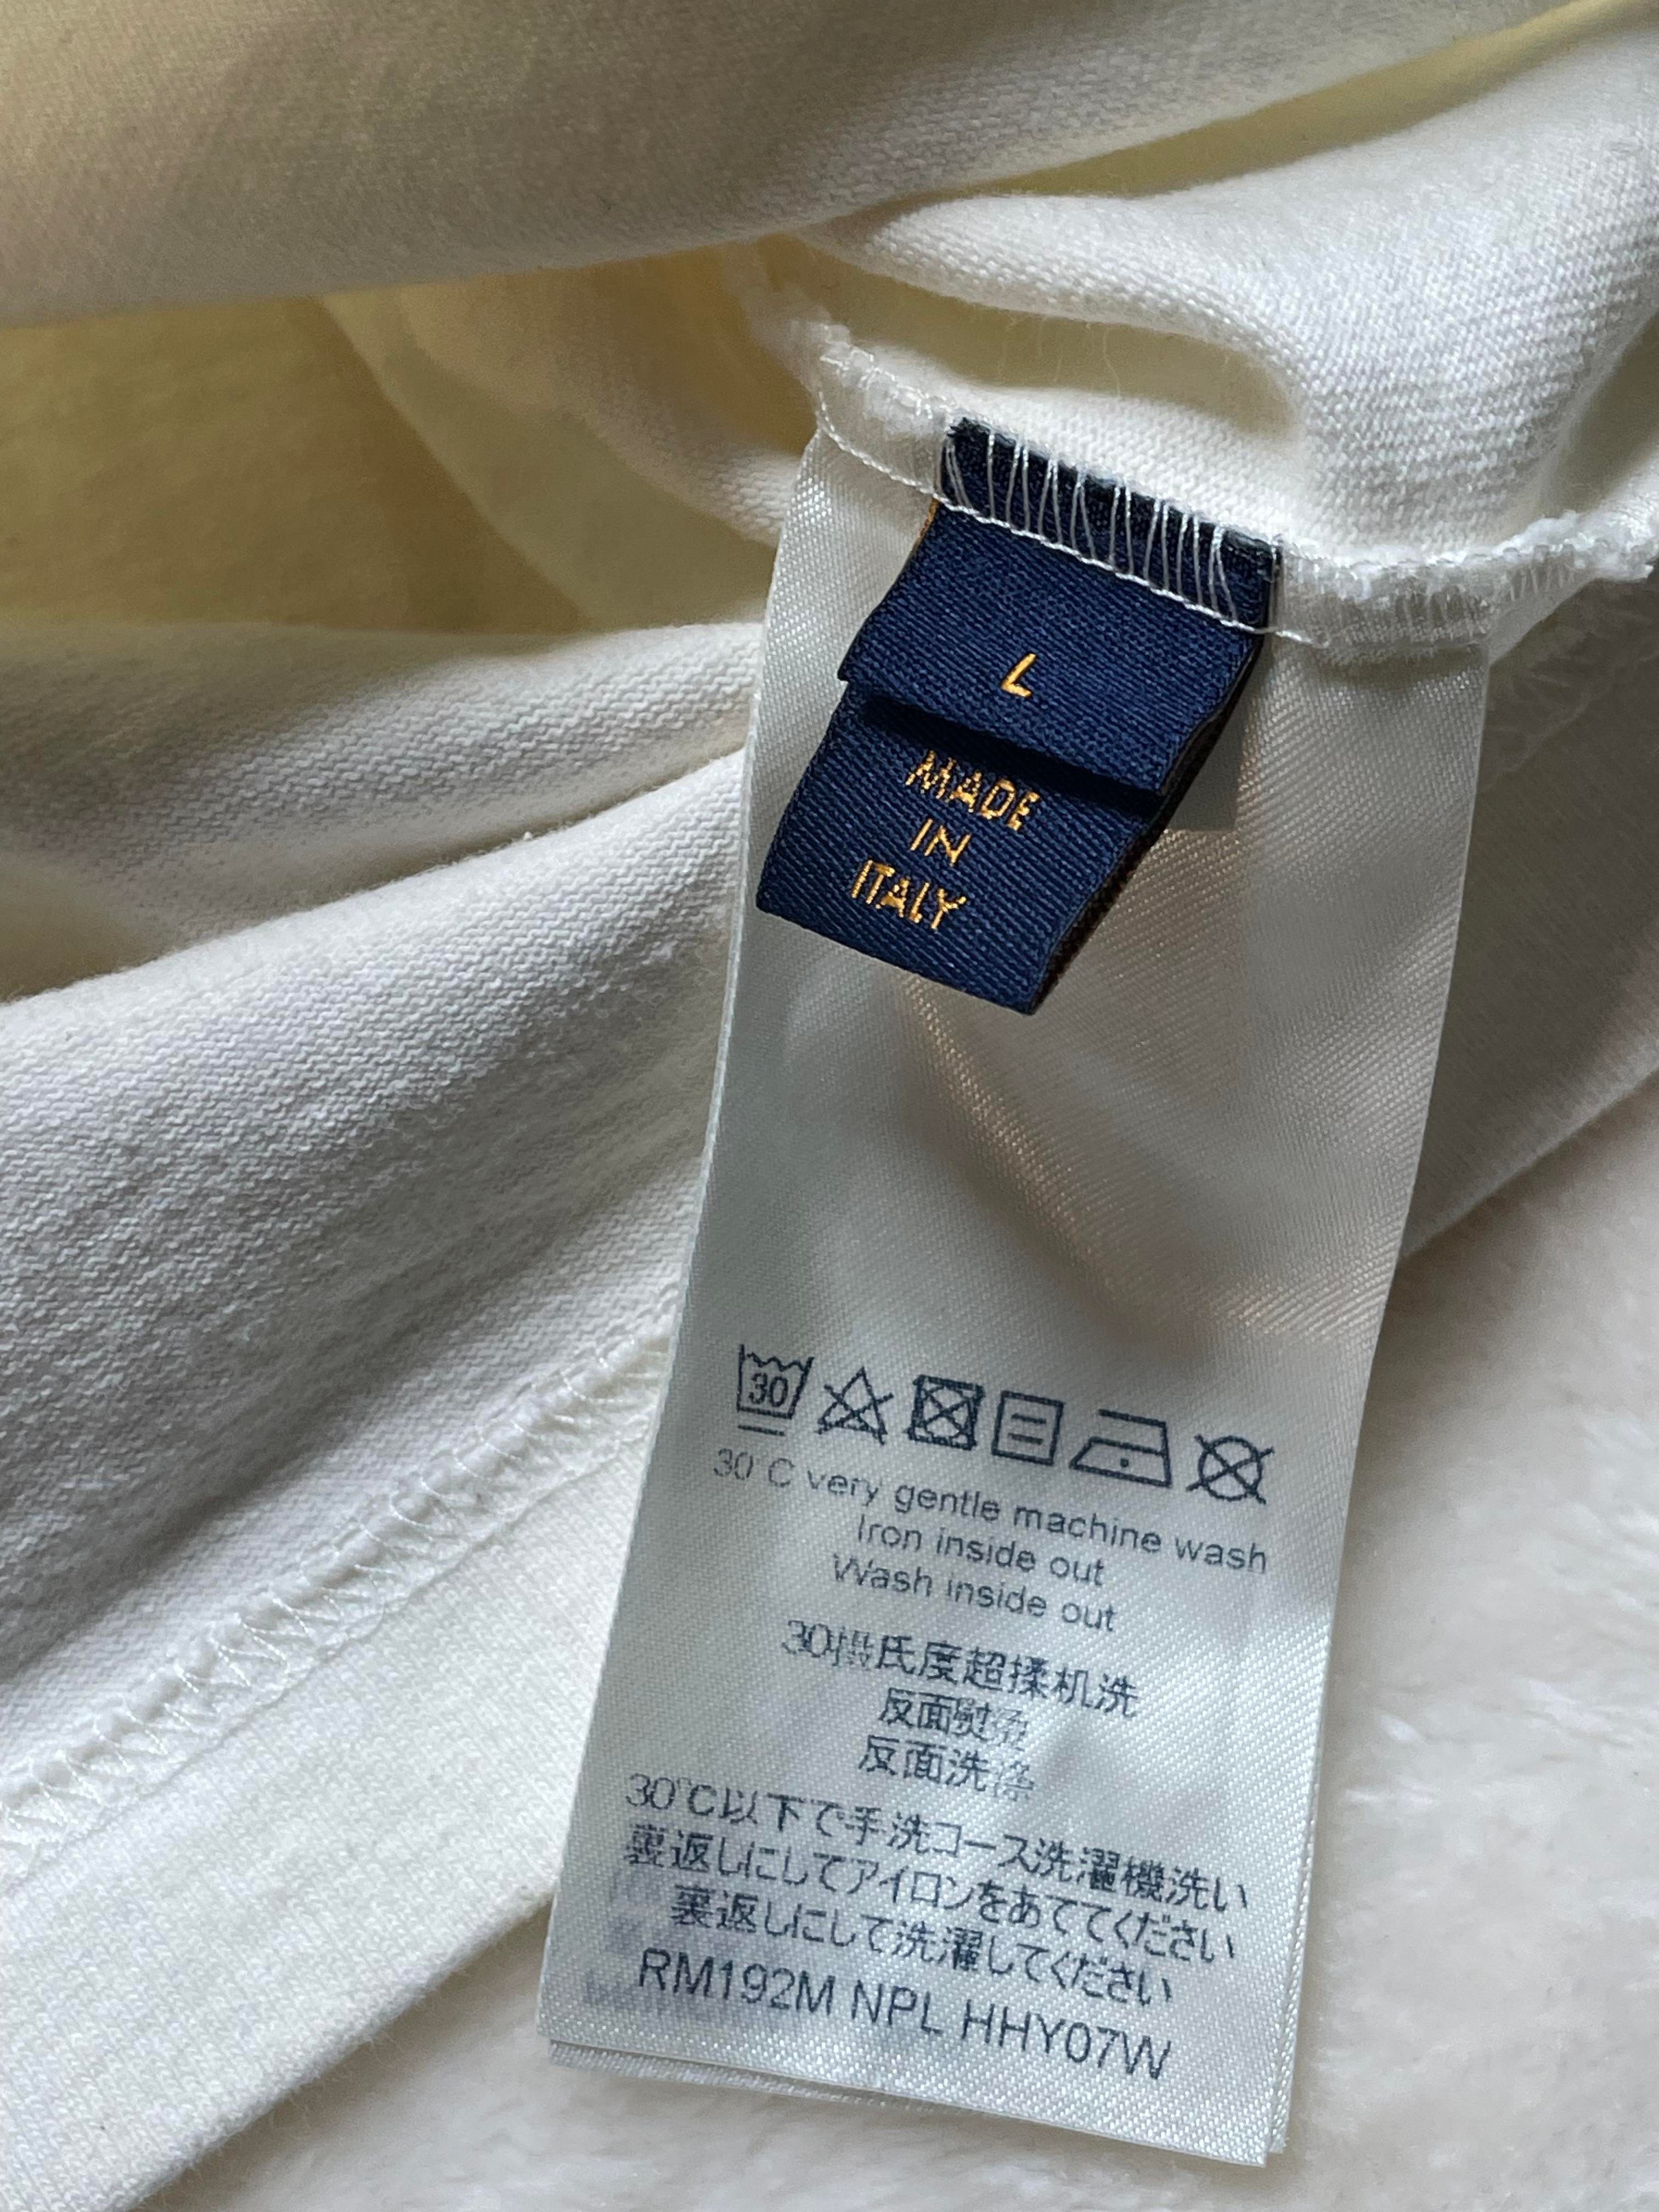 L
MADE
IN
ITALY
30
30°C very gentle machine wash
Iron inside out
Wash inside out
30摄氏度超揉机洗
反面熨烫
反面洗涤
30℃以下で手洗コース洗濯機洗い
裏返しにしてアイロンをあててください
裏返しにして洗濯してください
RM192M NPL HHY07W